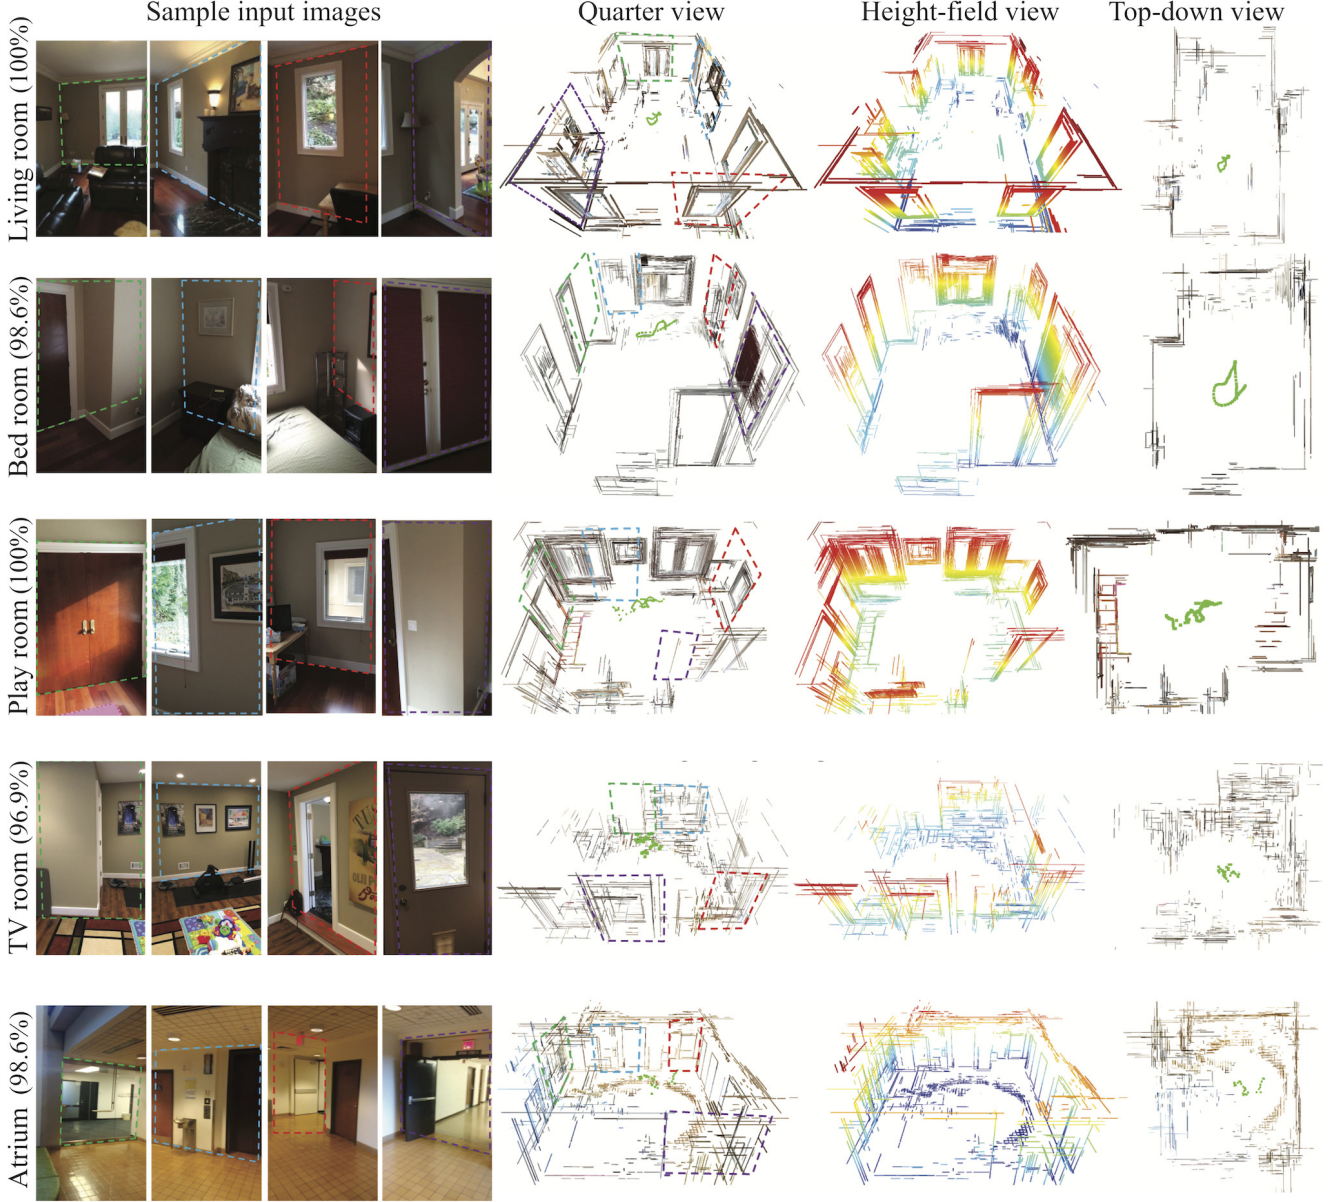 Sample input images
Quarter view
Height-field view
Top-down view
Living room (100%)
Bed room (98.6%)
Play room (100%)
TV room (96.9%)
Atrium (98.6%)